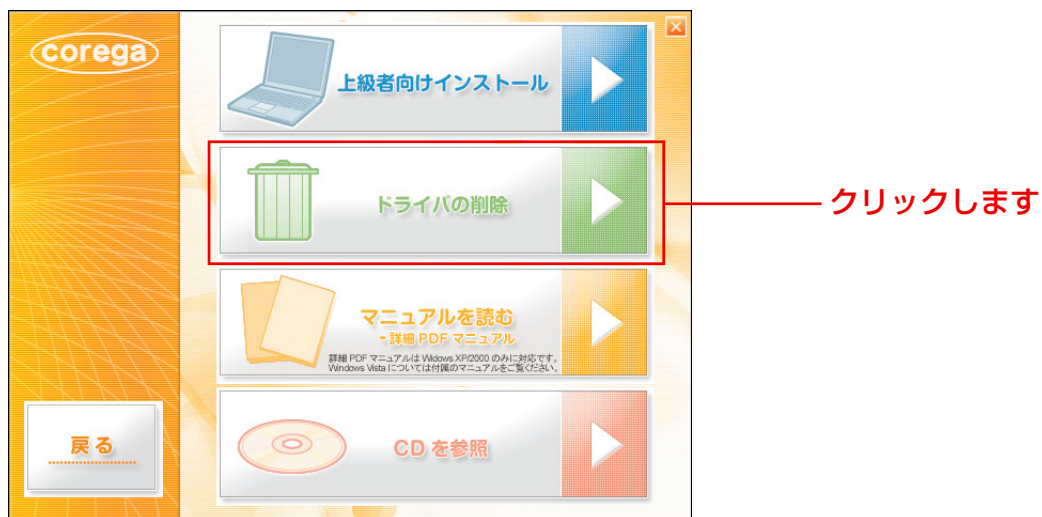 corega
上級者向けインストール
ドライバの削除
クリックします
マニュアルを読む
- 詳細 PDF マニュアル
詳細 PDF マニュアルは Widows XP/2000 のみに対応です。
Windows Vista については付属のマニュアルをご覧ください。
戻る
CD を参照